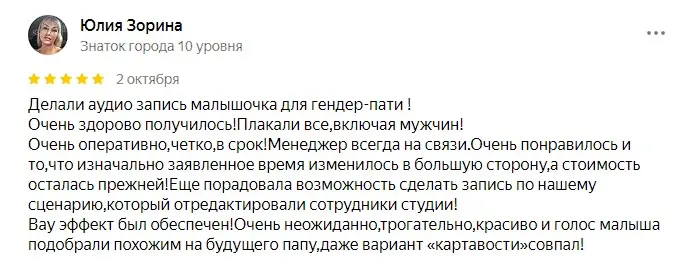 Юлия Зорина
Знаток города 10 уровня
2 октября
Делали аудио запись малышочка для гендер-пати !
Очень здорово получилось!Плакали все,включая мужчин!
Очень оперативно,четко,в срок!Менеджер всегда на связи.Очень понравилось и
то,что изначально заявленное время изменилось в большую сторону,а стоимость
осталась прежней!Еще порадовала возможность сделать запись по нашему
сценарию,который отредактировали сотрудники студии!
Вау эффект был обеспечен!Очень неожиданно,трогательно,красиво и голос малыша
подобрали похожим на будущего папу,даже вариант «картавости»совпал!